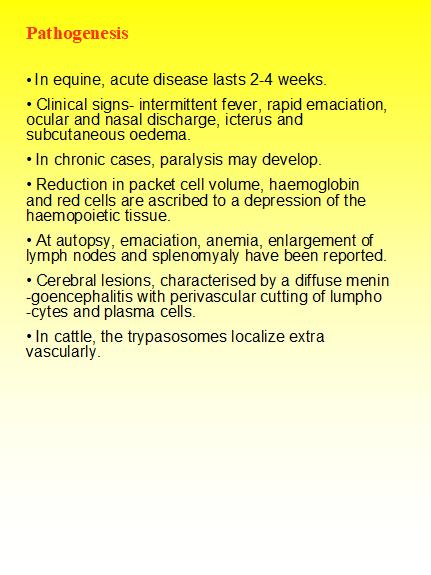 Pathogenesis
• In equine, acute disease lasts 2-4 weeks.
• Clinical signs- intermittent fever, rapid emaciation,
ocular and nasal discharge, icterus and
subcutaneous oedema.
• In chronic cases, paralysis may develop.
• Reduction in packet cell volume, haemoglobin
and red cells are ascribed to a depression of the
haemopoietic tissue.
• At autopsy, emaciation, anemia, enlargement of
lymph nodes and splenomyaly have been reported.
• Cerebral lesions, characterised by a diffuse menin
-goencephalitis with perivascular cutting of lumpho
-cytes and plasma cells.
• In cattle, the trypasosomes localize extra
vascularly.